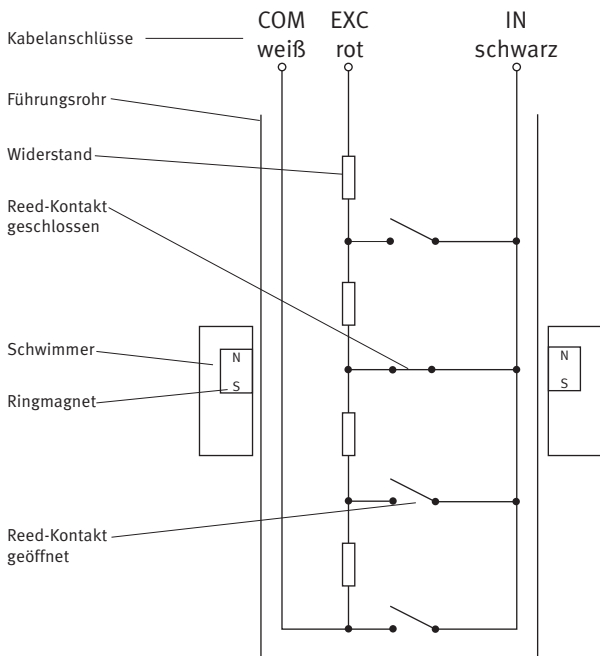 COM EXC IN
weiß rot schwarz
Kabelanschlüsse
Führungsrohr
Widerstand
Reed-Kontakt
geschlossen
Schwimmer
N N
S S
Ringmagnet
Reed-Kontakt
geöffnet